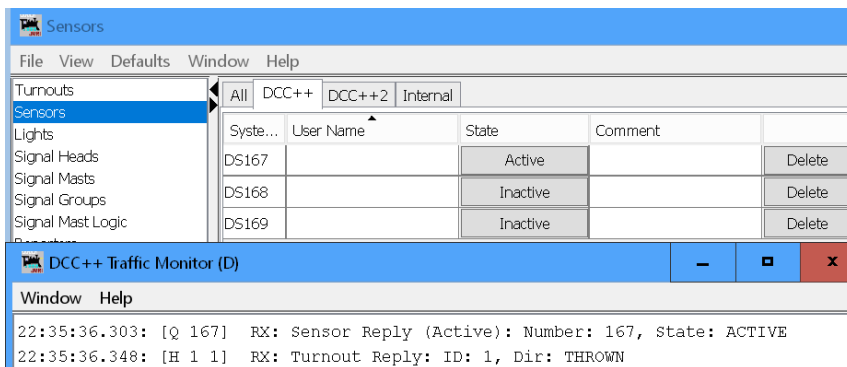 Sensors
File View Defaults Window Help
Turnouts
Sensors
Lights
Signal Heads
Signal Masts
Signal Groups
Signal Mast Logic
All DCC++ DCC++2 Internal
Syste... User Name State Comment
DS167 Active Delete
DS168 Inactive Delete
DS169 Inactive Delete
DCC++ Traffic Monitor (D)
Window Help
22:35:36.303: [Q 167] RX: Sensor Reply (Active): Number: 167, State: ACTIVE
22:35:36.348: [H 1 1] RX: Turnout Reply: ID: 1, Dir: THROWN